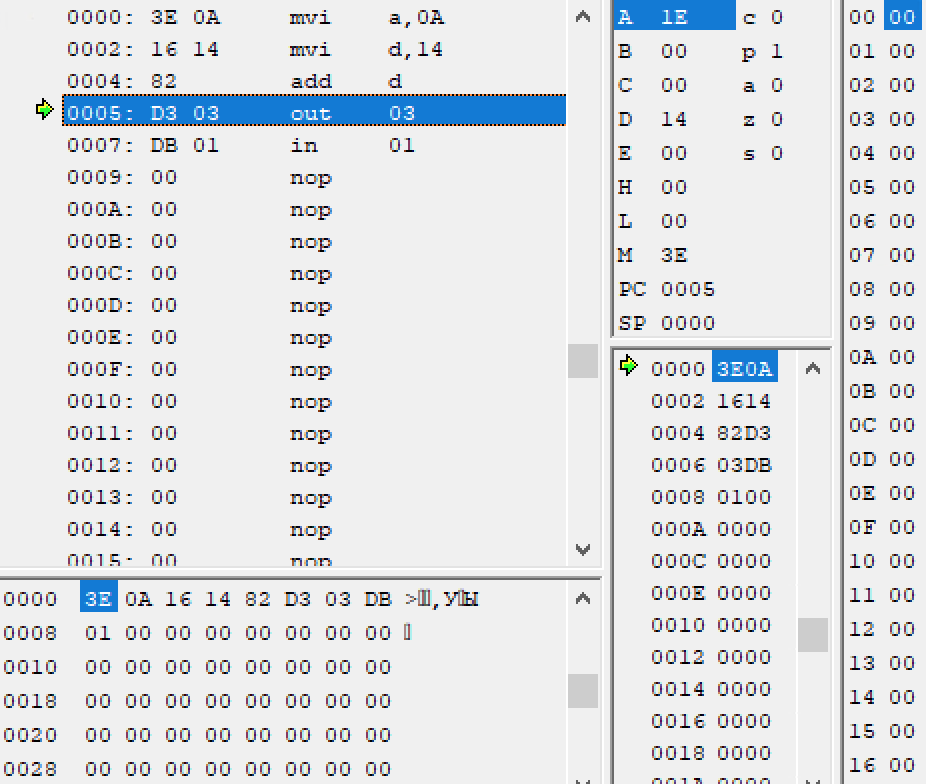 0000: 3E 0A mvi a,0A
0002: 16 14 mvi d,14
0004: 82 add d
0005: D3 03 out 03
0007: DB 01 in 01
0009: 00 nop
000A: 00 nop
000B: 00 nop
000C: 00 nop
000D: 00 nop
000E: 00 nop
000F: 00 nop
0010: 00 nop
0011: 00 nop
0012: 00 nop
0013: 00 nop
0014: 00 nop
0015: 00 nop
0000 3E 0A 16 14 82 D3 03 DB >,УЫ
0008 01 00 00 00 00 00 00 00
0010 00 00 00 00 00 00 00 00
0018 00 00 00 00 00 00 00 00
0020 00 00 00 00 00 00 00 00
0028 00 00 00 00 00 00 00 00
A 1E c 0
B 00 p 1
C 00 a 0
D 14 z 0
E 00 s 0
H 00
L 00
M 3E
PC 0005
SP 0000
0000 3E0A
0002 1614
0004 82D3
0006 03DB
0008 0100
000A 0000
000C 0000
000E 0000
0010 0000
0012 0000
0014 0000
0016 0000
0018 0000
001A 0000
00 00
01 00
02 00
03 00
04 00
05 00
06 00
07 00
08 00
09 00
0A 00
0B 00
0C 00
0D 00
0E 00
0F 00
10 00
11 00
12 00
13 00
14 00
15 00
16 00